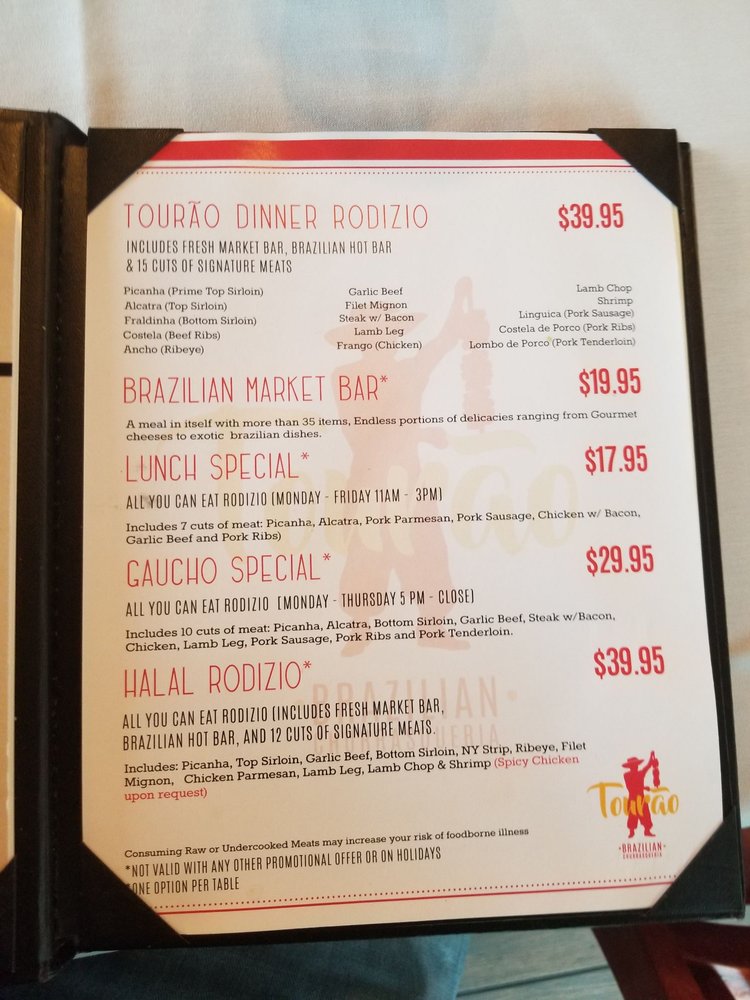 TOURÃO DINNER RODIZIO $39.95
INCLUDES FRESH MARKET BAR, BRAZILIAN HOT BAR
& 15 CUTS OF SIGNATURE MEATS
Picanha (Prime Top Sirloin)
Alcatra (Top Sirloin)
Fraldinha (Bottom Sirloin)
Costela (Beef Ribs)
Ancho (Ribeye)
Garlic Beef
Filet Mignon
Steak w/ Bacon
Lamb Leg
Frango (Chicken)
Lamb Chop
Shrimp
Linguica (Pork Sausage)
Costela de Porco (Pork Ribs)
Lombo de Porco (Pork Tenderloin)
BRAZILIAN MARKET BAR* $19.95
A meal in itself with more than 35 items, Endless portions of delicacies ranging from Gourmet
cheeses to exotic brazilian dishes.
LUNCH SPECIAL* $17.95
ALL YOU CAN EAT RODIZIO (MONDAY - FRIDAY 11AM - 3PM)
Includes 7 cuts of meat: Picanha, Alcatra, Pork Parmesan, Pork Sausage, Chicken w/ Bacon,
Garlic Beef and Pork Ribs)
GAUCHO SPECIAL* $29.95
ALL YOU CAN EAT RODIZIO [MONDAY - THURSDAY 5 PM - CLOSE)
Includes 10 cuts of meat: Picanha, Alcatra, Bottom Sirloin, Garlic Beef, Steak w/Bacon,
Chicken, Lamb Leg, Pork Sausage, Pork Ribs and Pork Tenderloin.
HALAL RODIZIO* $39.95
ALL YOU CAN EAT RODIZIO (INCLUDES FRESH MARKET BAR,
BRAZILIAN HOT BAR, AND 12 CUTS OF SIGNATURE MEATS.
Includes: Picanha, Top Sirloin, Garlic Beef, Bottom Sirloin, NY Strip, Ribeye, Filet
Mignon, Chicken Parmesan, Lamb Leg, Lamb Chop & Shrimp (Spicy Chicken
upon request)
Tourão
BRAZILIAN
CHURRASQUERIA
Tourão
•BRAZILIAN•
CHURRASQUERIA
Consuming Raw or Undercooked Meats may increase your risk of foodborne illness
*NOT VALID WITH ANY OTHER PROMOTIONAL OFFER OR ON HOLIDAYS
*ONE OPTION PER TABLE